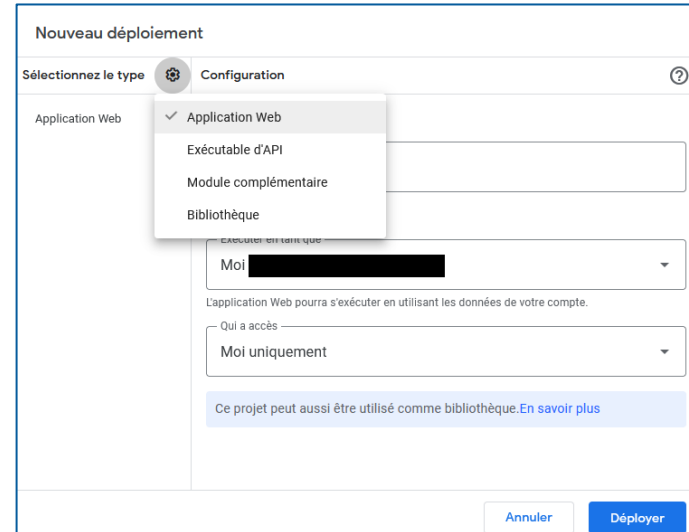 Nouveau déploiement
Sélectionnez le type
Configuration
Application Web
Application Web
Exécutable d'API
Module complémentaire
Bibliothèque
Exécuter en tant que
Moi
L'application Web pourra s'exécuter en utilisant les données de votre compte.
Qui a accès
Moi uniquement
Ce projet peut aussi être utilisé comme bibliothèque.En savoir plus
Annuler
Déployer